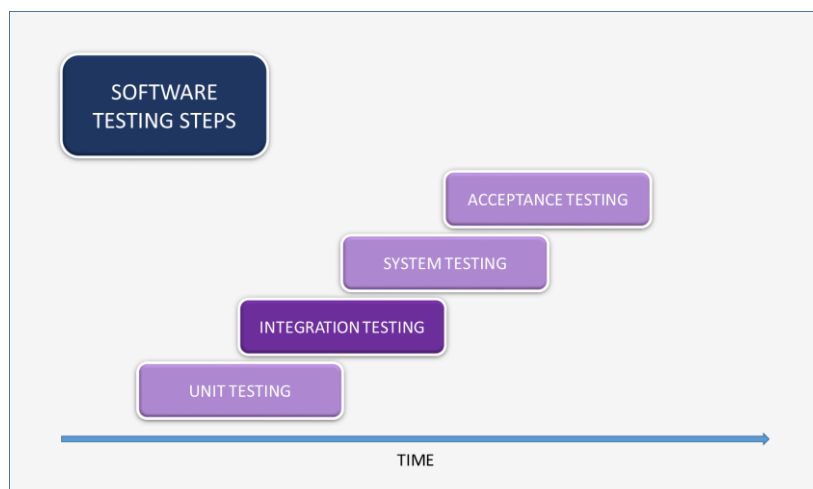 SOFTWARE
TESTING STEPS
ACCEPTANCE TESTING
SYSTEM TESTING
INTEGRATION TESTING
UNIT TESTING
TIME